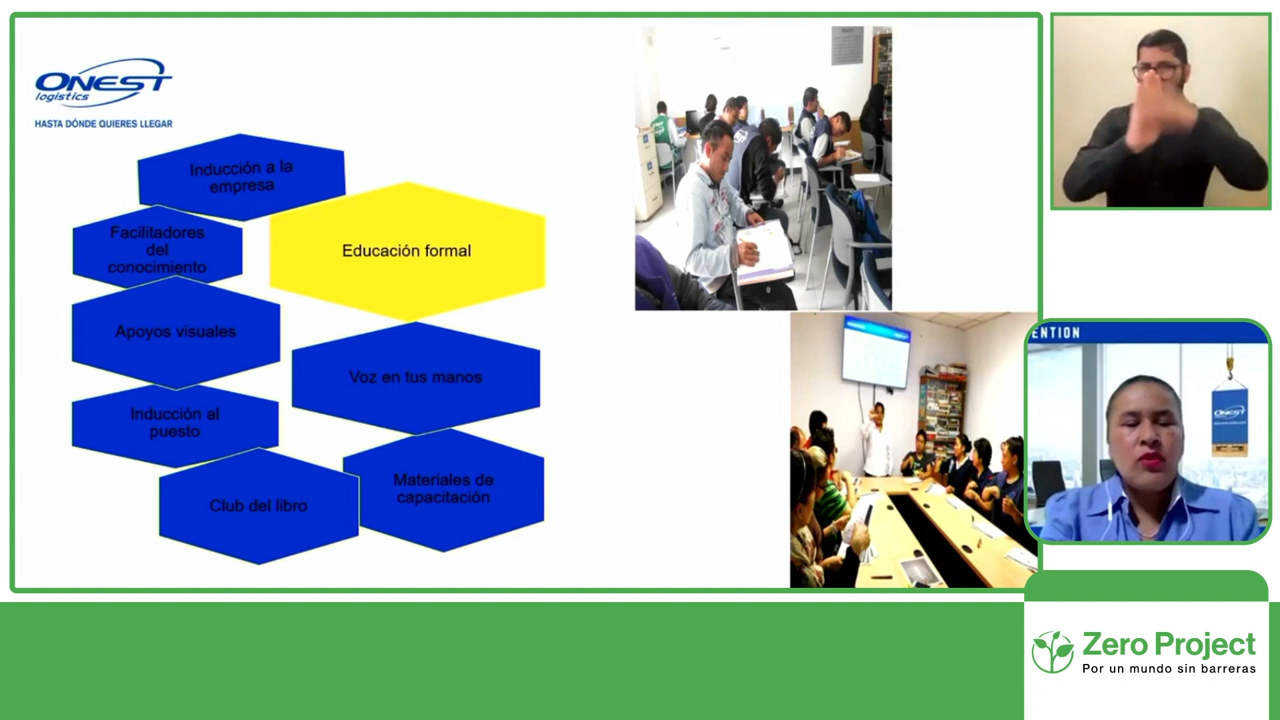 ONEST
logistics
HASTA DÓNDE QUIERES LLEGAR
Inducción a la
empresa
Facilitadores
del
conocimiento
Educación formal
Apoyos visuales
Voz en tus manos
Inducción al
puesto
Materiales de
capacitación
Club del libro
ENTION
ONEST
Zero Project
Por un mundo sin barreras